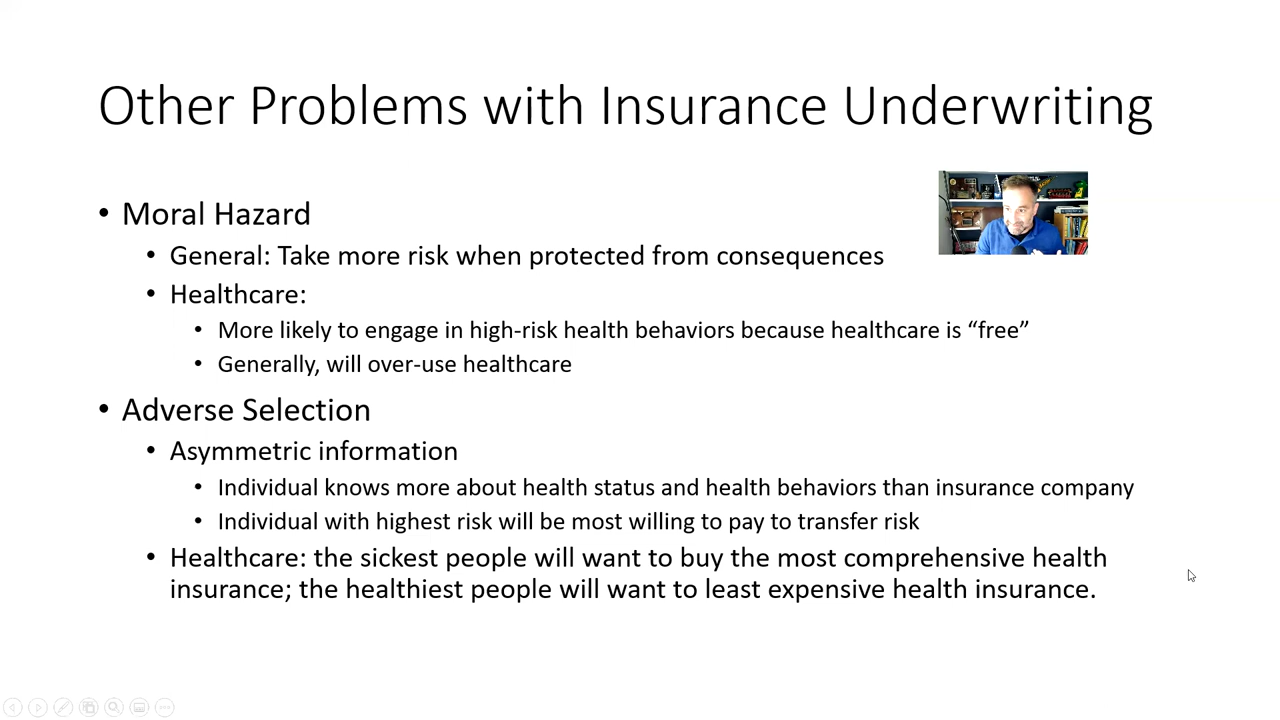 Other Problems with Insurance Underwriting
• Moral Hazard
• General: Take more risk when protected from consequences
• Healthcare:
• More likely to engage in high-risk health behaviors because healthcare is “free”
• Generally, will over-use healthcare
• Adverse Selection
• Asymmetric information
• Individual knows more about health status and health behaviors than insurance company
• Individual with highest risk will be most willing to pay to transfer risk
• Healthcare: the sickest people will want to buy the most comprehensive health
insurance; the healthiest people will want to least expensive health insurance.